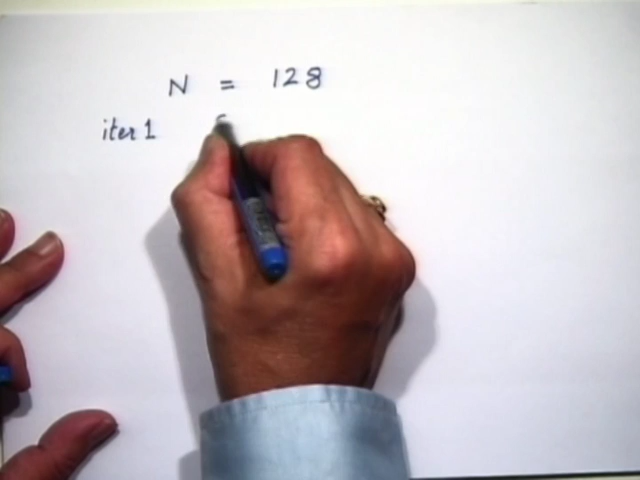 N = 128
iter 1